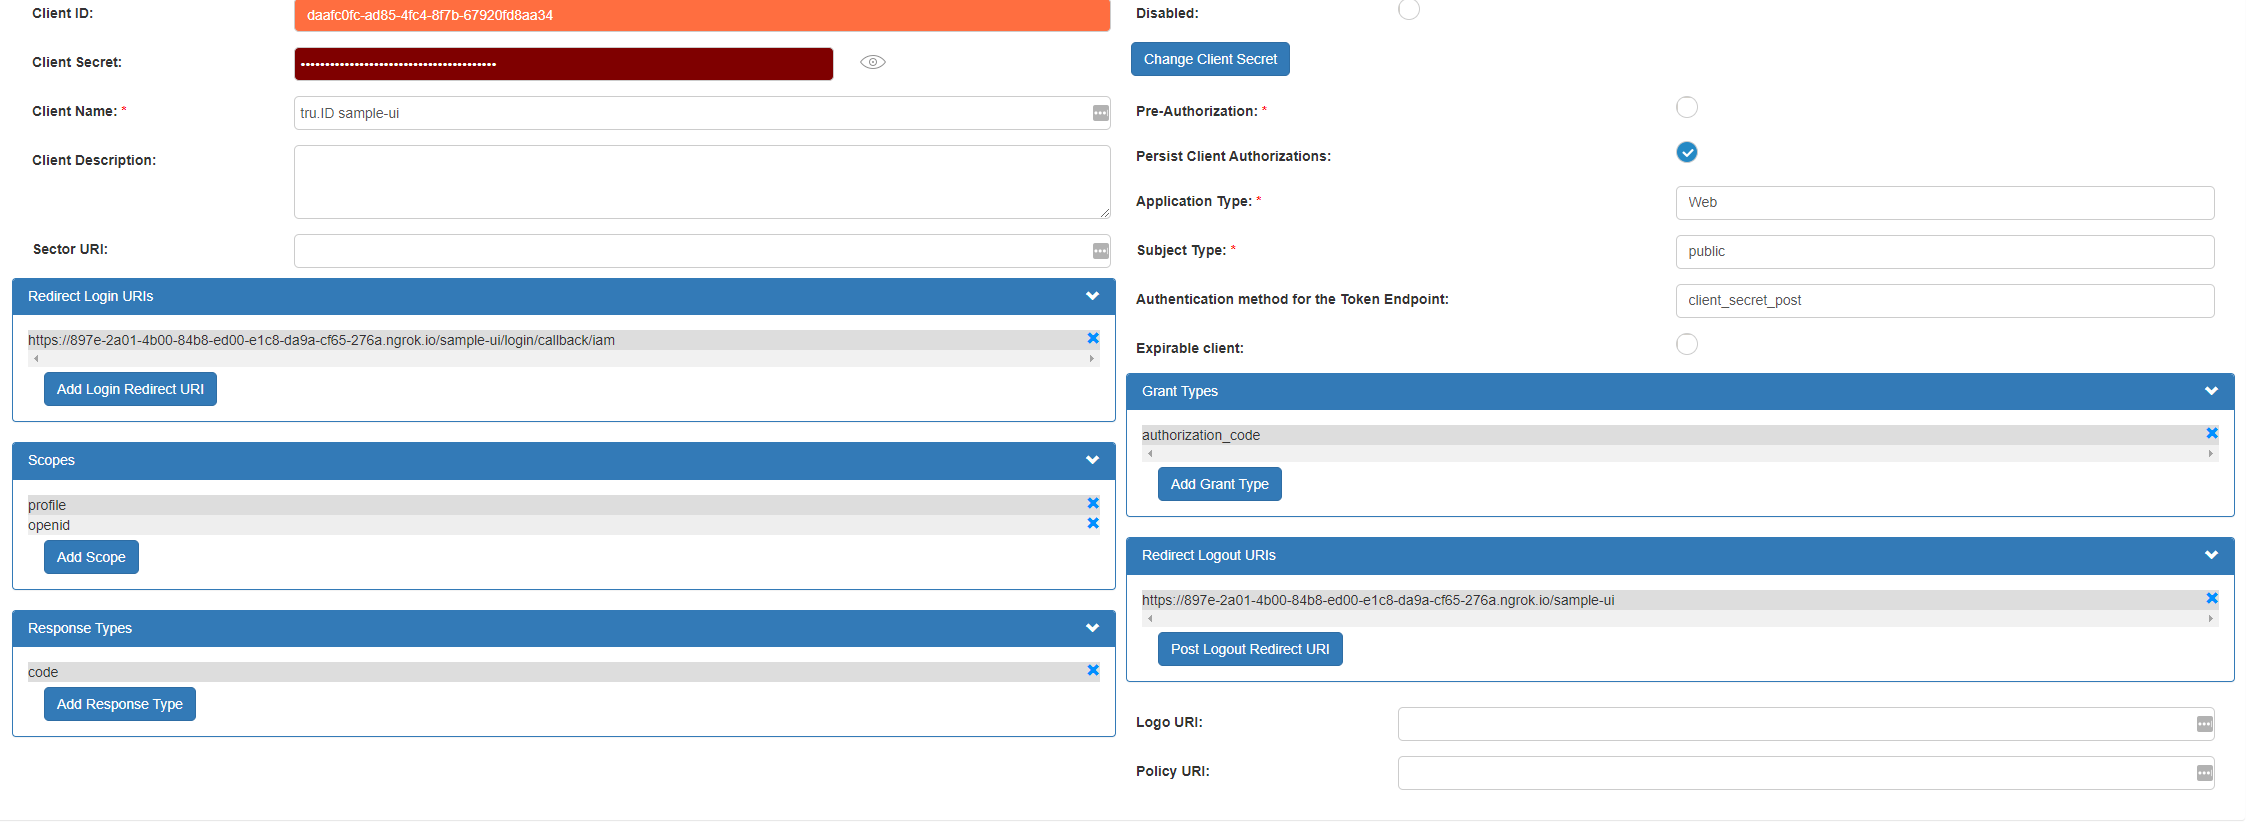 Client ID:
daafc0fc-ad85-4fc4-8f7b-67920fd8aa34
Client Secret:
Client Name: *
tru.ID sample-ui
Client Description:
Sector URI:
Redirect Login URIs
https://897e-2a01-4b00-84b8-ed00-e1c8-da9a-cf65-276a.ngrok.io/sample-ui/login/callback/iam
Add Login Redirect URI
Scopes
profile
openid
Add Scope
Response Types
code
Add Response Type
Disabled:
Change Client Secret
Pre-Authorization: *
Persist Client Authorizations:
Application Type: *
Web
Subject Type: *
public
Authentication method for the Token Endpoint:
client_secret_post
Expirable client:
Grant Types
authorization_code
Add Grant Type
Redirect Logout URIs
https://897e-2a01-4b00-84b8-ed00-e1c8-da9a-cf65-276a.ngrok.io/sample-ui
Post Logout Redirect URI
Logo URI:
Policy URI: